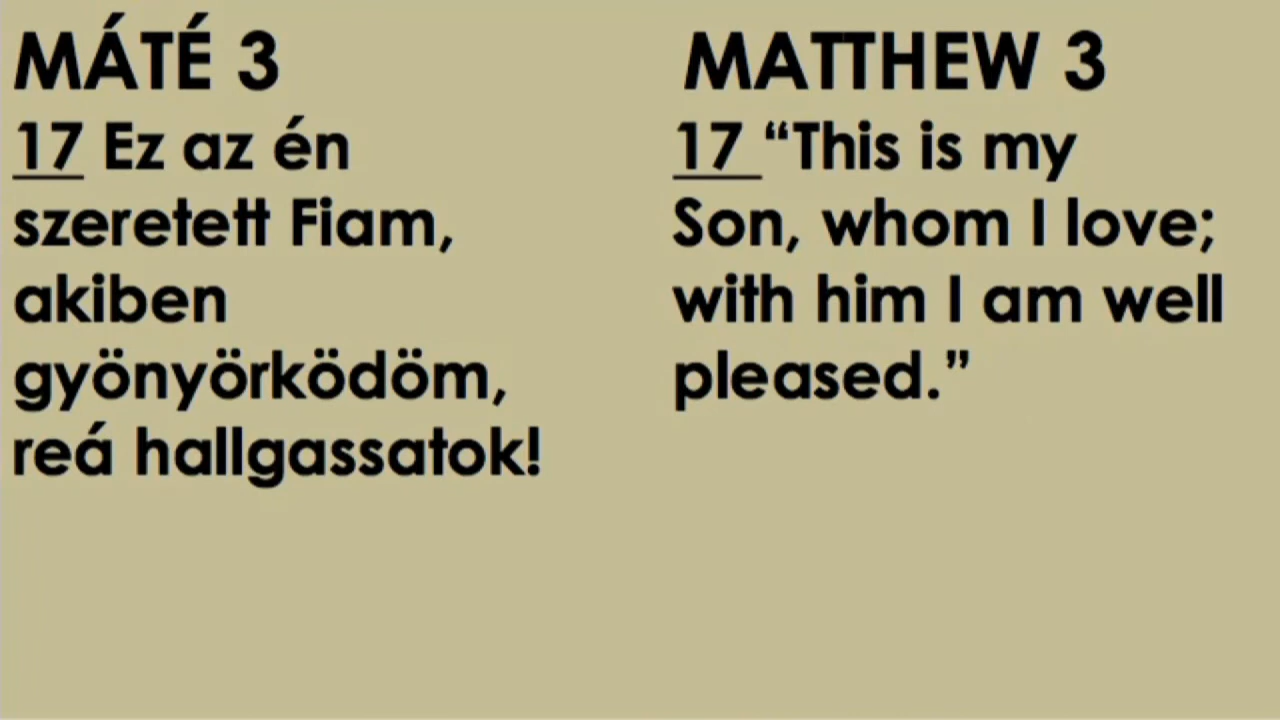 MÁTÉ 3
17 Ez az én
szeretett Fiam,
akiben
gyönyörködöm,
reá hallgassatok!
MATTHEW 3
17 “This is my
Son, whom I love;
with him I am well
pleased.”